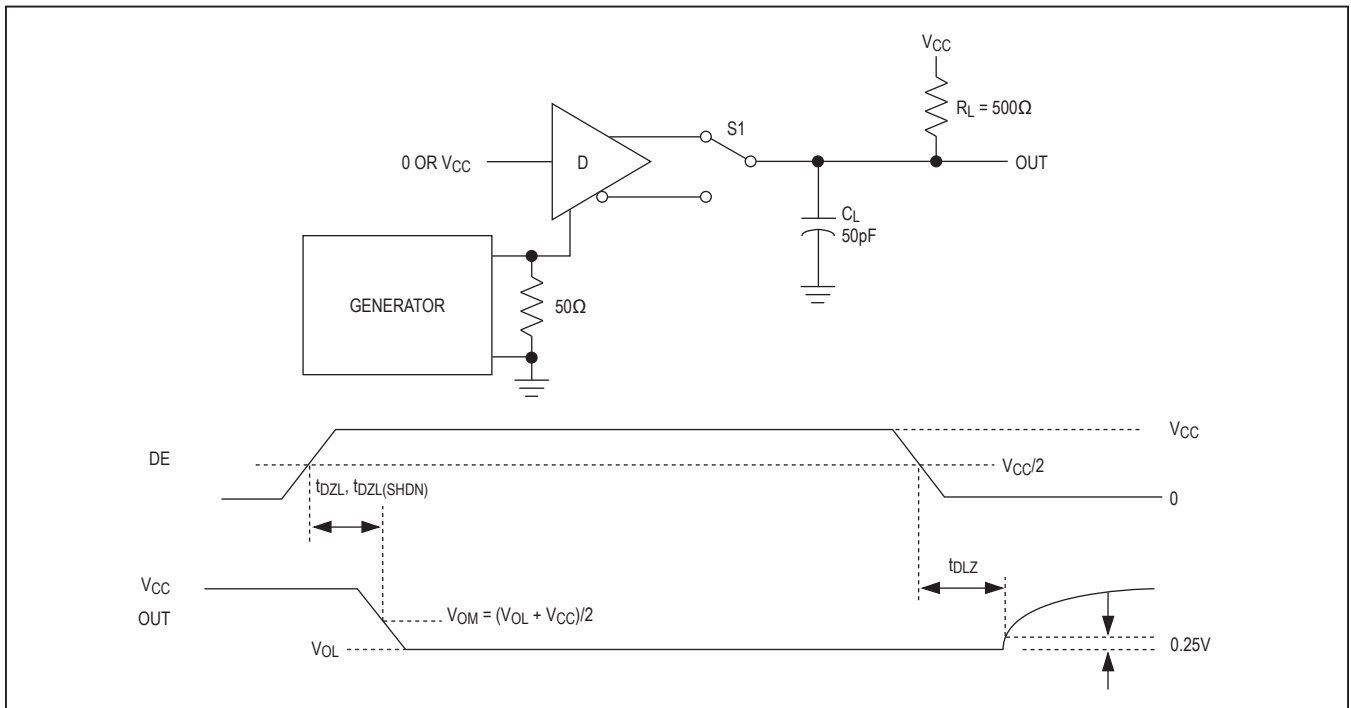 VCC
RL = 500Ω
S1
0 OR VCC
D
OUT
CL
50pF
GENERATOR
50Ω
VCC
DE
VCC/2
tDZL, tDZL(SHDN)
0
tDLZ
VCC
OUT
VOM = (VOL + VCC)/2
VOL
0.25V